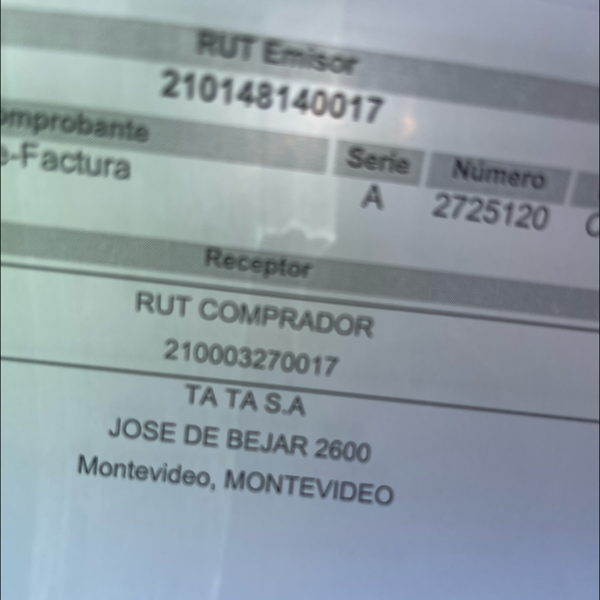 RUT Emisor
210148140017
omprobante Serie Número
e-Factura A 2725120
Receptor
RUT COMPRADOR
210003270017
TA TA S.A
JOSE DE BEJAR 2600
Montevideo, MONTEVIDEO